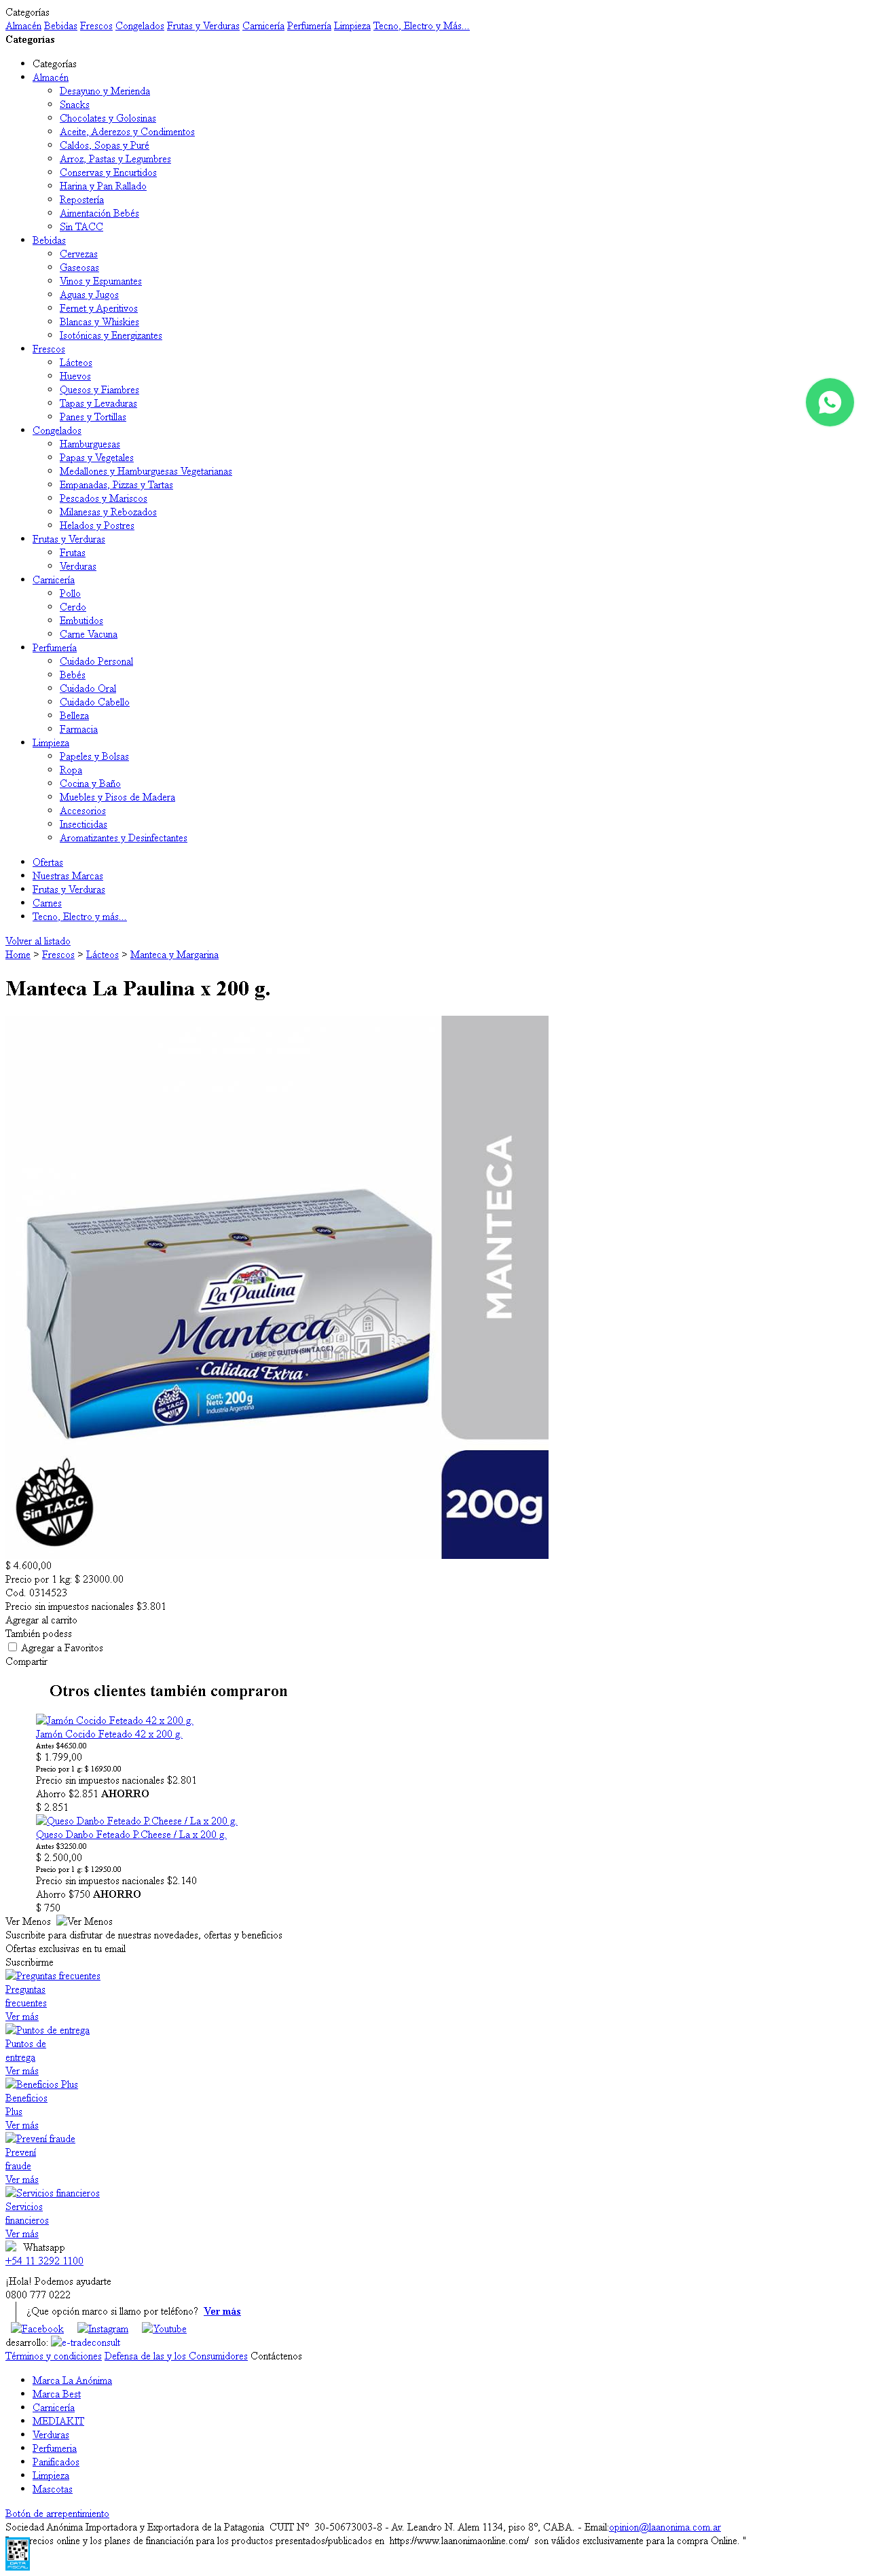 Categorías
Almacén Bebidas Frescos Congelados Frutas y Verduras Carnicería Perfumería Limpieza Tecno, Electro y Más...
Categorías
Categorías
Almacén
Desayuno y Merienda
Snacks
Chocolates y Golosinas
Aceite, Aderezos y Condimentos
Caldos, Sopas y Puré
Arroz, Pastas y Legumbres
Conservas y Encurtidos
Harina y Pan Rallado
Repostería
Aimentación Bebés
Sin TACC
Bebidas
Cervezas
Gaseosas
Vinos y Espumantes
Aguas y Jugos
Fernet y Aperitivos
Blancas y Whiskies
Isotónicas y Energizantes
Frescos
Lácteos
Huevos
Quesos y Fiambres
Tapas y Levaduras
Panes y Tortillas
Congelados
Hamburguesas
Papas y Vegetales
Medallones y Hamburguesas Vegetarianas
Empanadas, Pizzas y Tartas
Pescados y Mariscos
Milanesas y Rebozados
Helados y Postres
Frutas y Verduras
Frutas
Verduras
Carnicería
Pollo
Cerdo
Embutidos
Carne Vacuna
Perfumería
Cuidado Personal
Bebés
Cuidado Oral
Cuidado Cabello
Belleza
Farmacia
Limpieza
Papeles y Bolsas
Ropa
Cocina y Baño
Muebles y Pisos de Madera
Accesorios
Insecticidas
Aromatizantes y Desinfectantes
Ofertas
Nuestras Marcas
Frutas y Verduras
Carnes
Tecno, Electro y más...
Volver al listado
Home > Frescos > Lácteos > Manteca y Margarina
Manteca La Paulina x 200 g.
MANTECA
La Paulina
Manteca
LIBRE DE GLUTEN (SIN T.A.C.C.)
Calidad Extra
Cont. Neto 200g
Industria Argentina
Sin T.A.C.C.
200g
$ 4.600,00
Precio por 1 kg: $ 23000.00
Cod. 0314523
Precio sin impuestos nacionales $3.801
Agregar al carrito
También podess
Agregar a Favoritos
Compartir
Otros clientes también compraron
Jamón Cocido Feteado 42 x 200 g.
Jamón Cocido Feteado 42 x 200 g.
Antes $4650.00
$ 1.799,00
Precio por 1 g: $ 16950.00
Precio sin impuestos nacionales $2.801
Ahorro $2.851 AHORRO
$ 2.851
Queso Danbo Feteado P.Cheese / La x 200 g.
Queso Danbo Feteado P.Cheese / La x 200 g.
Antes $3250.00
$ 2.500,00
Precio por 1 g: $ 12950.00
Precio sin impuestos nacionales $2.140
Ahorro $750 AHORRO
$ 750
Ver Menos Ver Menos
Suscribite para disfrutar de nuestras novedades, ofertas y beneficios
Ofertas exclusivas en tu email
Suscribirme
Preguntas frecuentes
Preguntas
frecuentes
Ver más
Puntos de entrega
Puntos de
entrega
Ver más
Beneficios Plus
Beneficios
Plus
Ver más
Prevení fraude
Prevení
fraude
Ver más
Servicios financieros
Servicios
financieros
Ver más
Whatsapp
+54 11 3292 1100
¡Hola! Podemos ayudarte
0800 777 0222
¿Que opción marco si llamo por teléfono? Ver más
Facebook Instagram Youtube
desarrollo: e-tradeconsult
Términos y condiciones Defensa de las y los Consumidores Contáctenos
Marca La Anónima
Marca Best
Carnicería
MEDIAKIT
Verduras
Perfumeria
Panificados
Limpieza
Mascotas
Botón de arrepentimiento
Sociedad Anónima Importadora y Exportadora de la Patagonia CUIT N° 30-50673003-8 - Av. Leandro N. Alem 1134, piso 8º, CABA. - Email:opinion@laanonima.com.ar
precios online y los planes de financiación para los productos presentados/publicados en https://www.laanonimaonline.com/ son válidos exclusivamente para la compra Online. "
DATA FISCAL